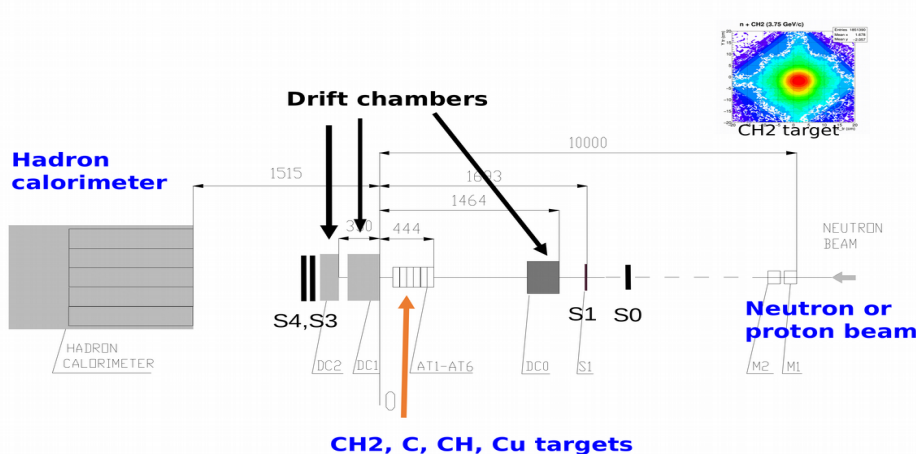 n + CH2 (3.75 GeV/c)
CH2 target
Drift chambers
10000
Hadron
calorimeter
1515
1693
1464
444
NEUTRON
BEAM
S4,S3
S1
S0
Neutron or
proton beam
HADRON
CALORIMETER
DC2
DC1
AT1-AT6
DC0
S1
M2
M1
0
CH2, C, CH, Cu targets